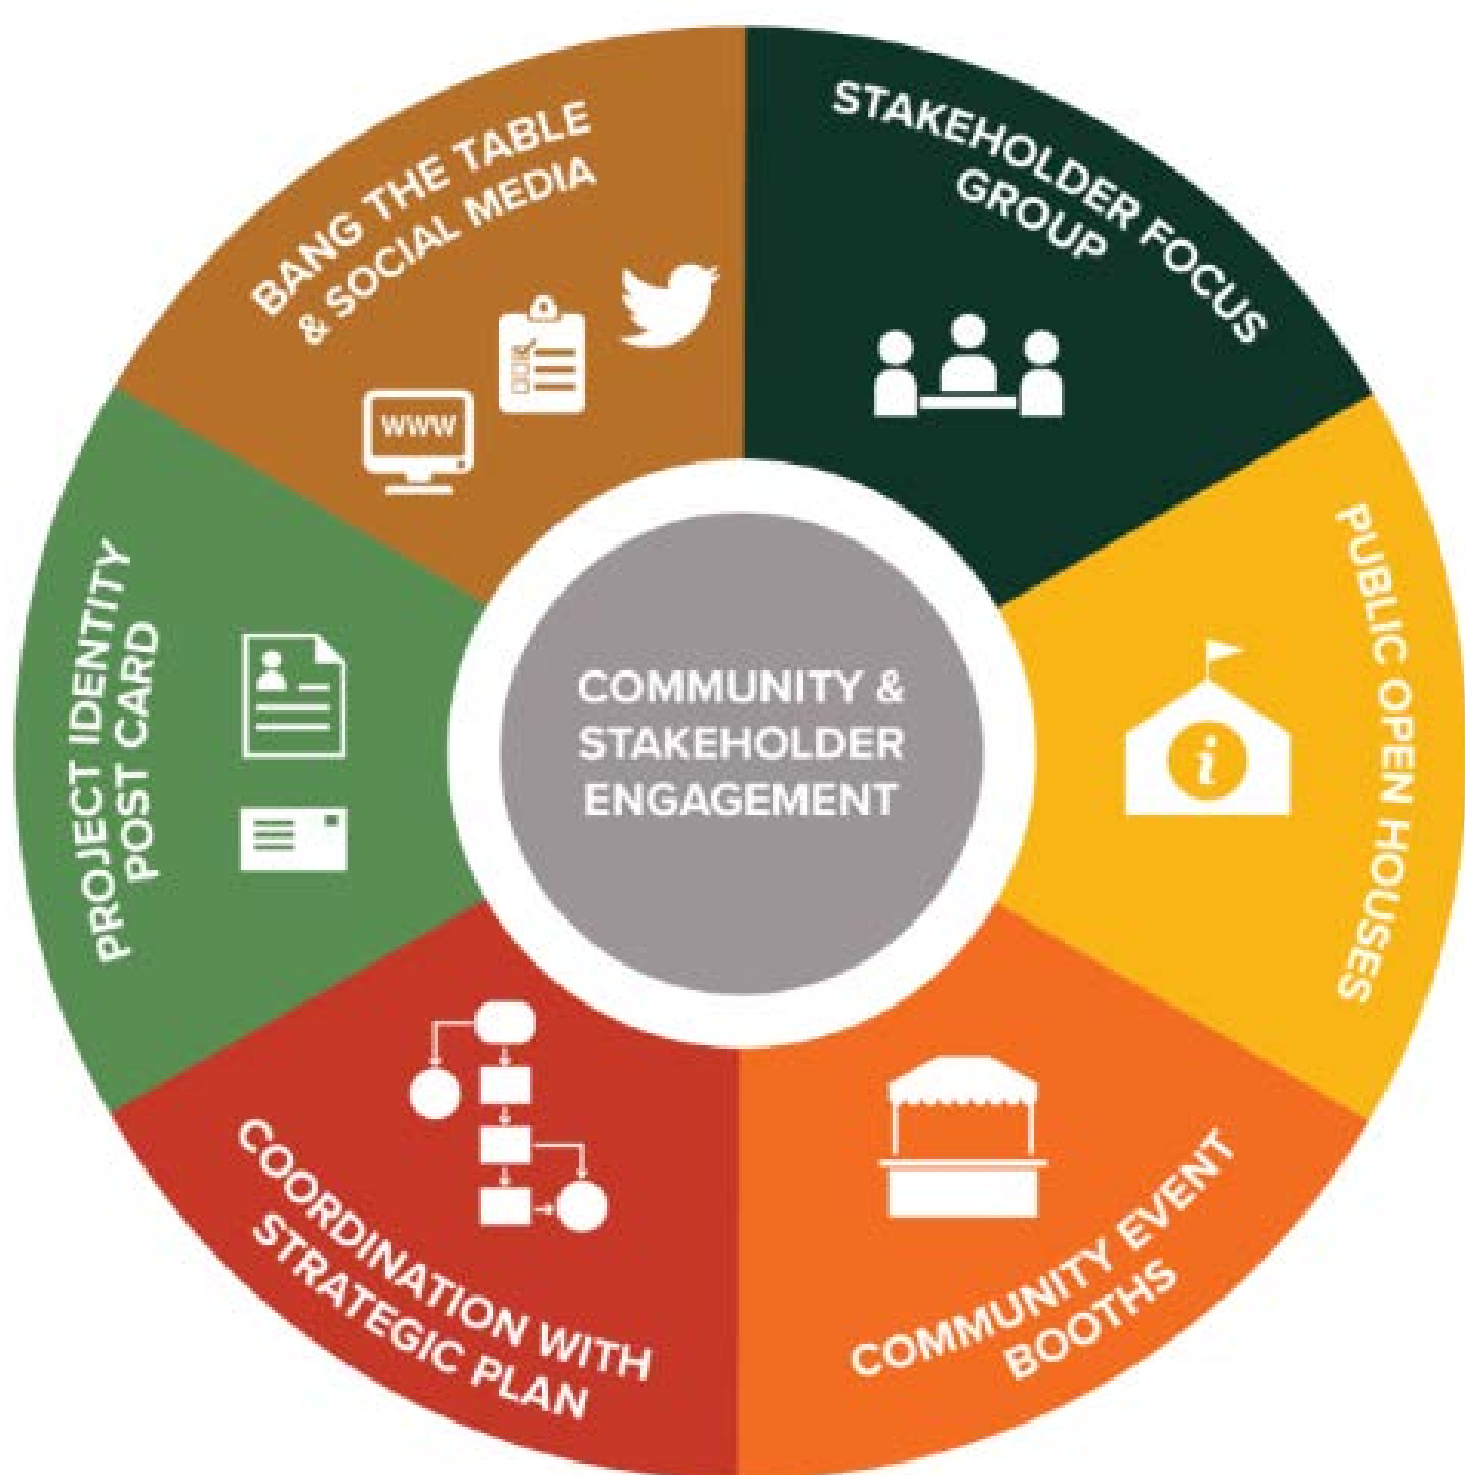 STAKEHOLDER FOCUS
GROUP
PUBLIC OPEN HOUSES
COMMUNITY EVENT
BOOTHS
COORDINATION WITH
STRATEGIC PLAN
PROJECT IDENTITY
POST CARD
BANG THE TABLE
& SOCIAL MEDIA
WWW
i
COMMUNITY &
STAKEHOLDER
ENGAGEMENT